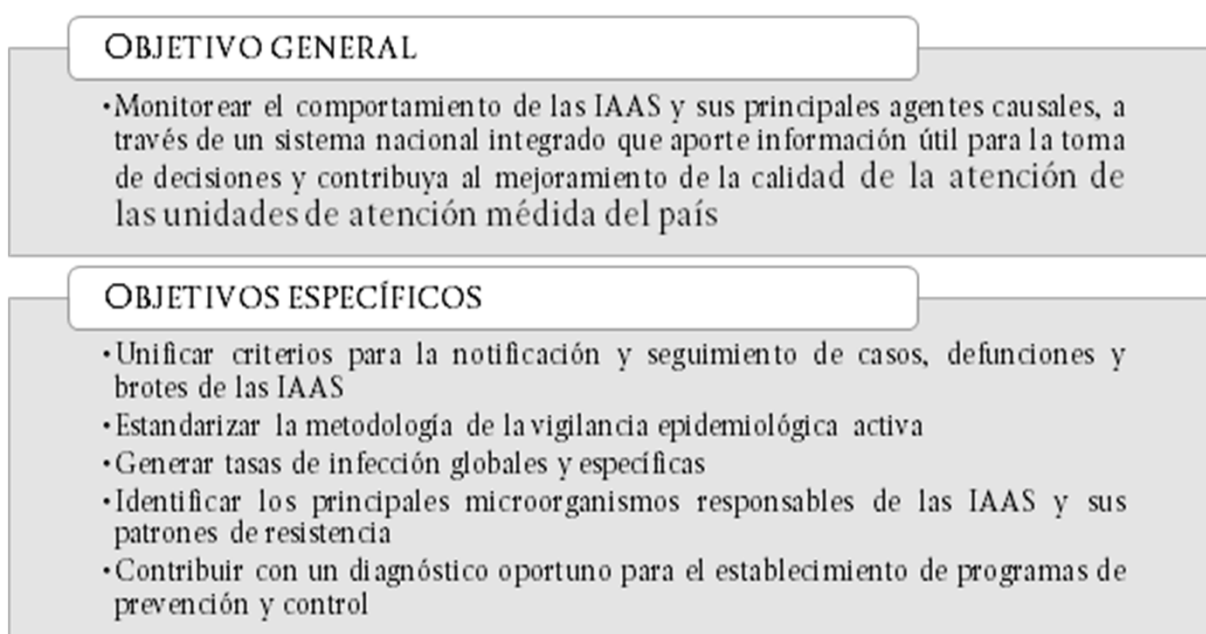 OBJETIVO GENERAL
•Monitorear el comportamiento de las IAAS y sus principales agentes causales, a
través de un sistema nacional integrado que aporte información útil para la toma
de decisiones y contribuya al mejoramiento de la calidad de la atención de
las unidades de atención médida del país
OBJETIVOS ESPECÍFICOS
•Unificar criterios para la notificación y seguimiento de casos, defunciones y
brotes de las IAAS
•Estandarizar la metodología de la vigilancia epidemiológica activa
•Generar tasas de infección globales y específicas
•Identificar los principales microorganismos responsables de las IAAS y sus
patrones de resistencia
•Contribuir con un diagnóstico oportuno para el establecimiento de programas de
prevención y control